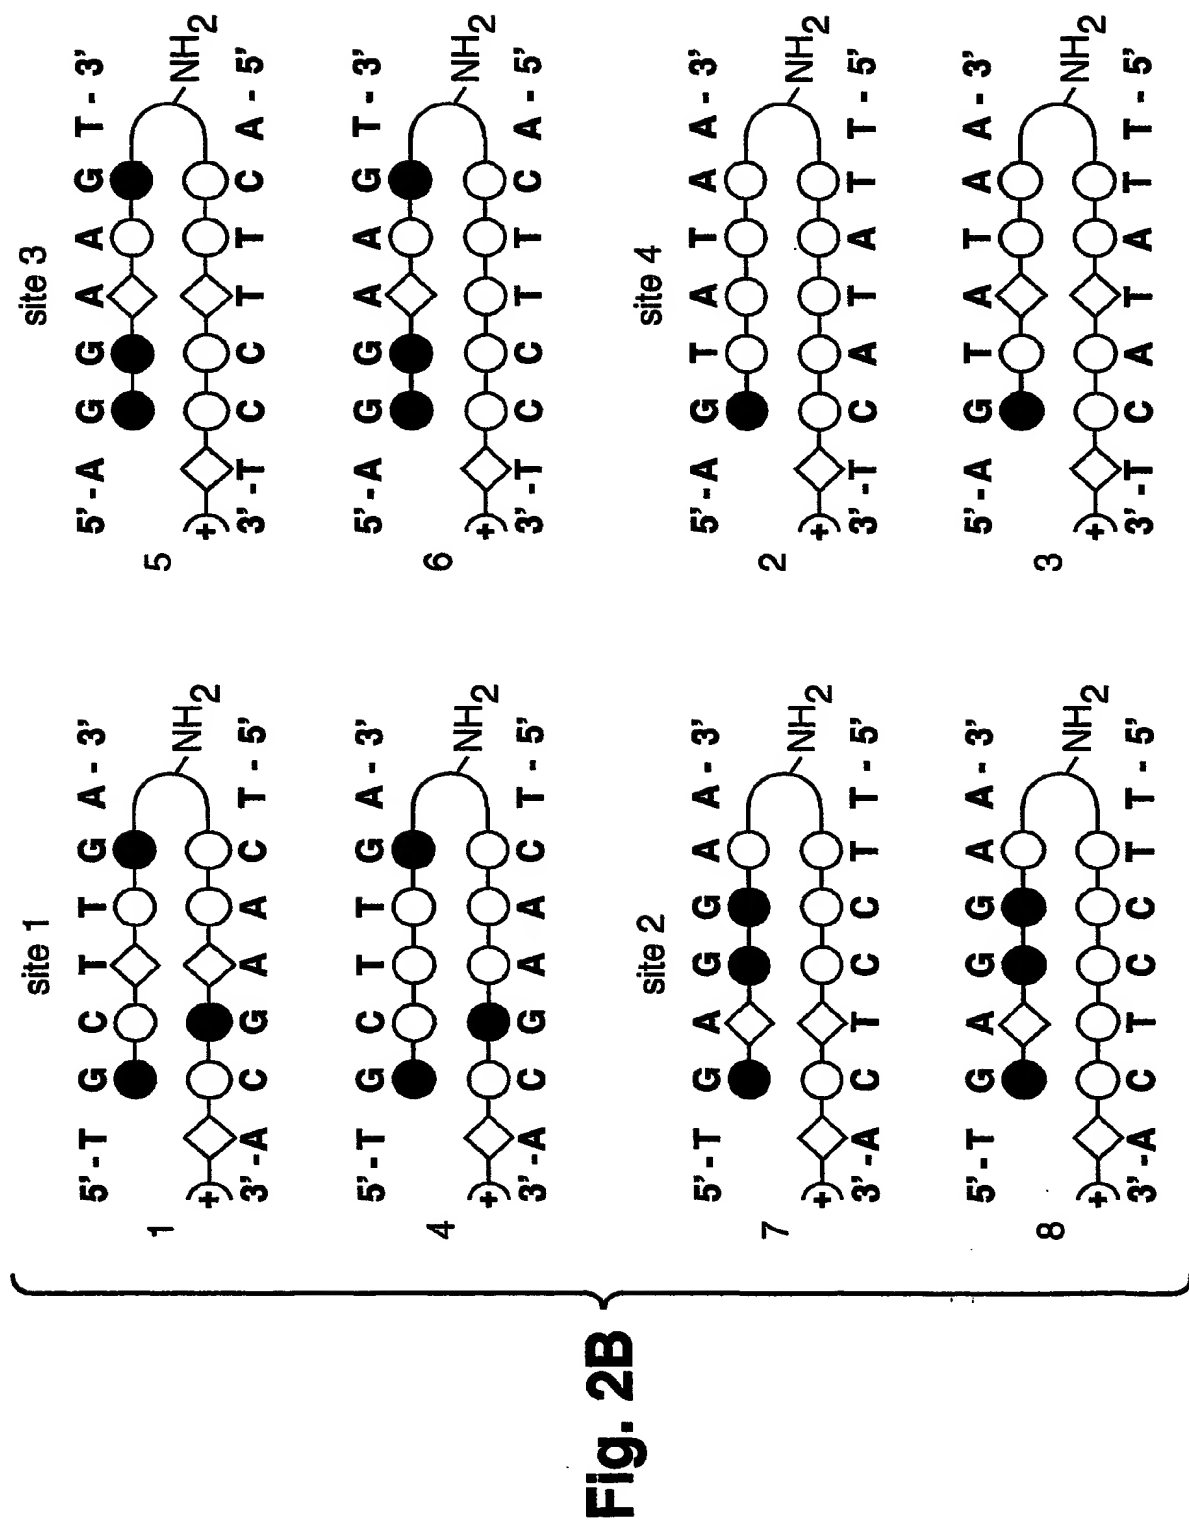 Fig. 2B
site 1
5'-T G C T T G A-3'
NH2
1 +
3'-A C G A A C T-5'
5'-T G C T T G A-3'
NH2
4 +
3'-A C G A A C T-5'
site 2
5'-T G A G G A A-3'
NH2
7 +
3'-A C T C C T T-5'
5'-T G A G G A A-3'
NH2
8 +
3'-A C T C C T T-5'
site 3
5'-A G G A A G T-3'
NH2
5 +
3'-T C C T T C A-5'
5'-A G G A A G T-3'
NH2
6 +
3'-T C C T T C A-5'
site 4
5'-A G T A T A A-3'
NH2
2 +
3'-T C A T A T T-5'
5'-A G T A T A A-3'
NH2
3 +
3'-T C A T A T T-5'